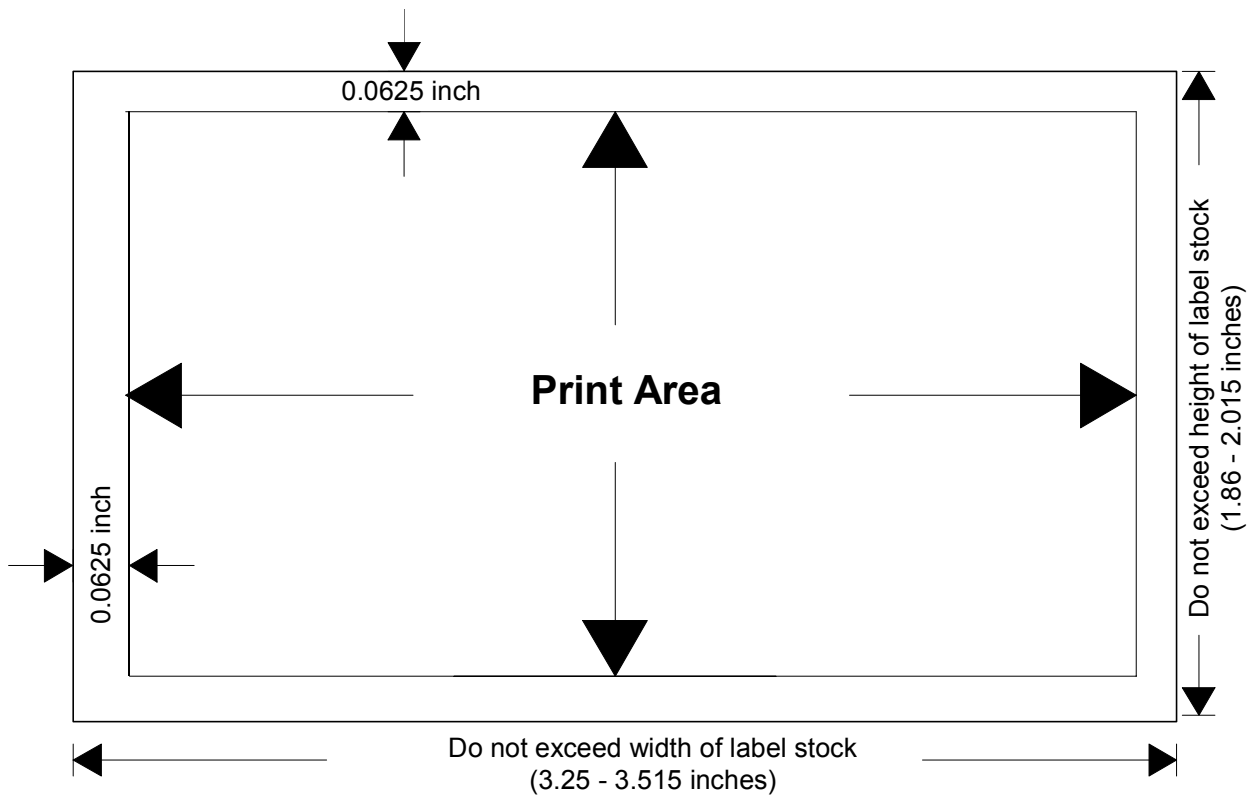 0.0625 inch
Print Area
0.0625 inch
Do not exceed height of label stock
(1.86 - 2.015 inches)
Do not exceed width of label stock
(3.25 - 3.515 inches)